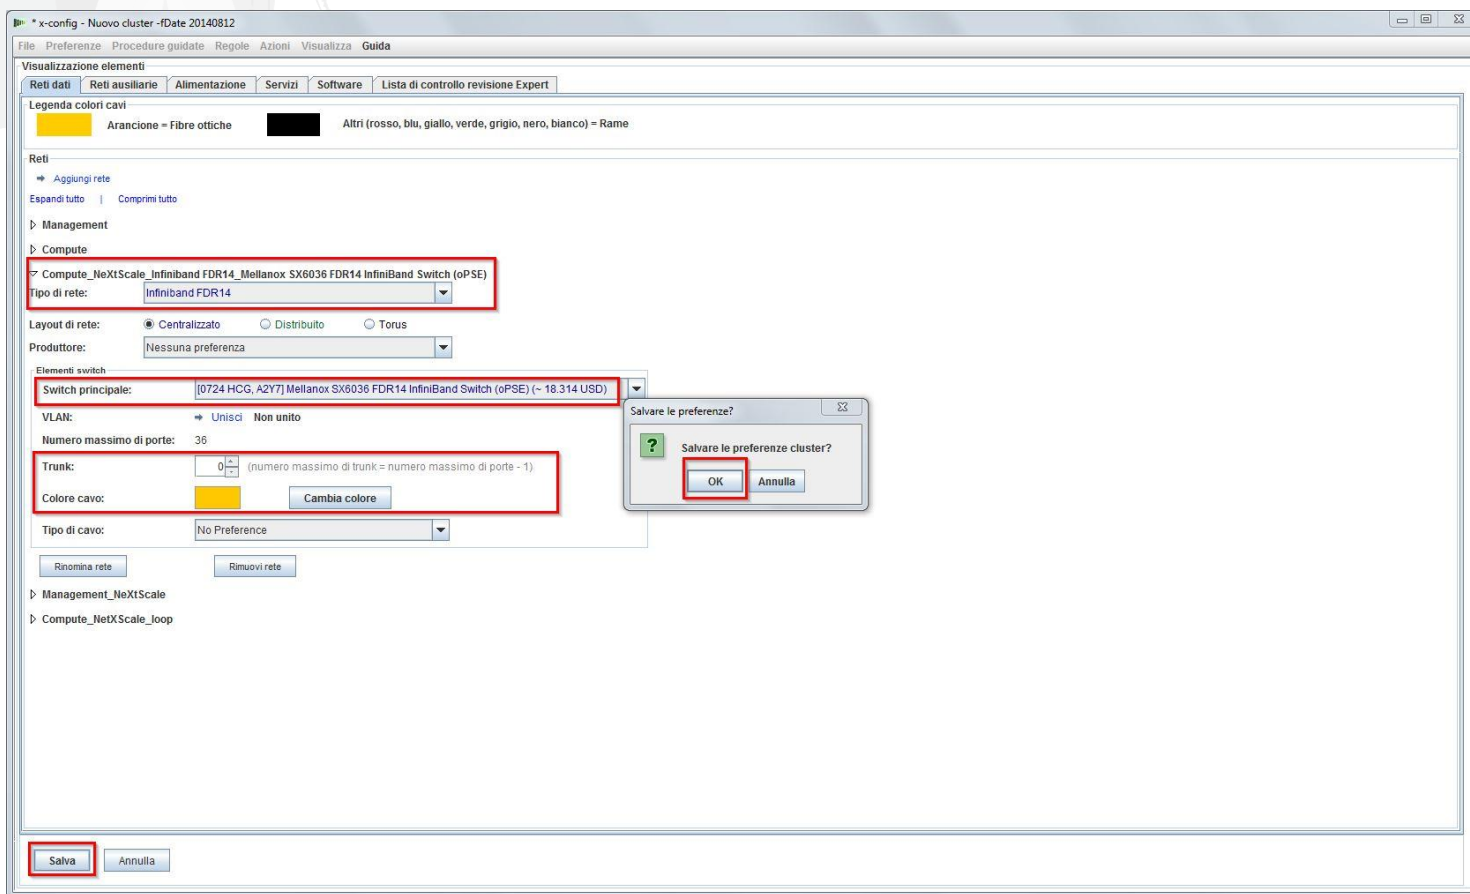 * x-config - Nuovo cluster -fDate 20140812
File Preferenze Procedure guidate Regole Azioni Visualizza Guida
Visualizzazione elementi
Reti dati Reti ausiliarie Alimentazione Servizi Software Lista di controllo revisione Expert
Legenda colori cavi
Arancione = Fibre ottiche Altri (rosso, blu, giallo, verde, grigio, nero, bianco) = Rame
Reti
Aggiungi rete
Espandi tutto | Comprimi tutto
Management
Compute
Compute_NeXtScale_Infiniband FDR14_Mellanox SX6036 FDR14 InfiniBand Switch (oPSE)
Tipo di rete: Infiniband FDR14
Layout di rete: Centralizzato Distribuito Torus
Produttore: Nessuna preferenza
Elementi switch
Switch principale: [0724 HCG, A2Y7] Mellanox SX6036 FDR14 InfiniBand Switch (oPSE) (~ 18.314 USD)
VLAN: Unisci Non unito
Numero massimo di porte: 36
Trunk: 0 (numero massimo di trunk = numero massimo di porte - 1)
Colore cavo: Cambia colore
Tipo di cavo: No Preference
Rinomina rete Rimuovi rete
Management_NeXtScale
Compute_NetXScale_loop
Salvare le preferenze?
? Salvare le preferenze cluster?
OK Annulla
Salva Annulla